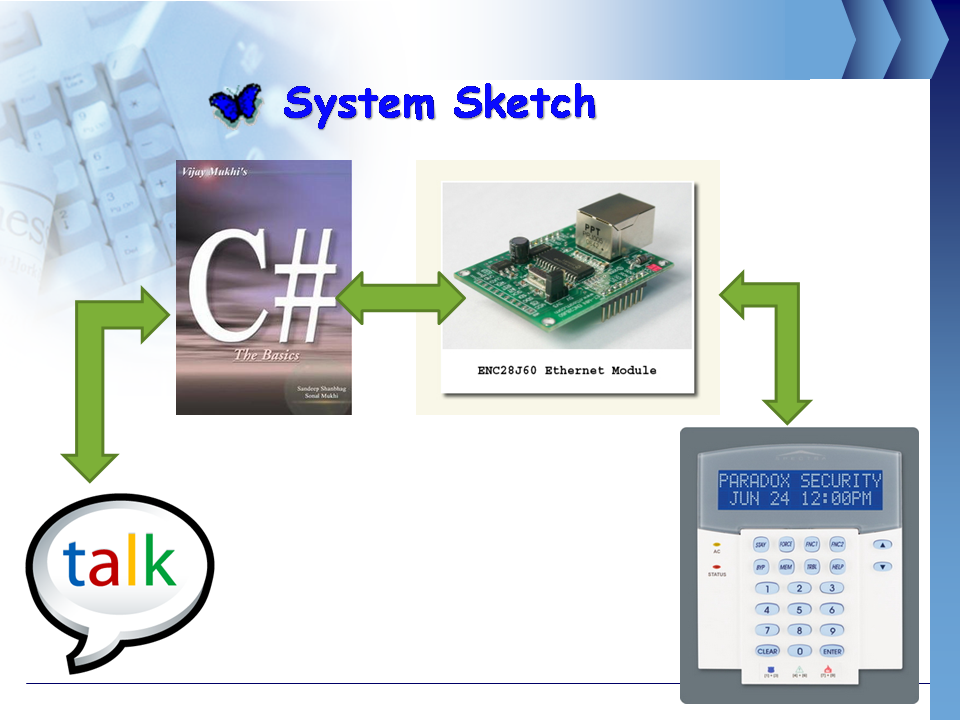 System Sketch
Vijay Mukhi's
C#
The Basics
Sandeep Shanbhag
Sonal Mukhi
PPT
ENC28J60 Ethernet Module
talk
PARADOX SECURITY
JUN 24 12:00PM
AC
STATUS
STAY FORCE FNC1 FNC2
BYP MEM TRBL HELP
1 2 3
4 5 6
7 8 9
CLEAR 0 ENTER